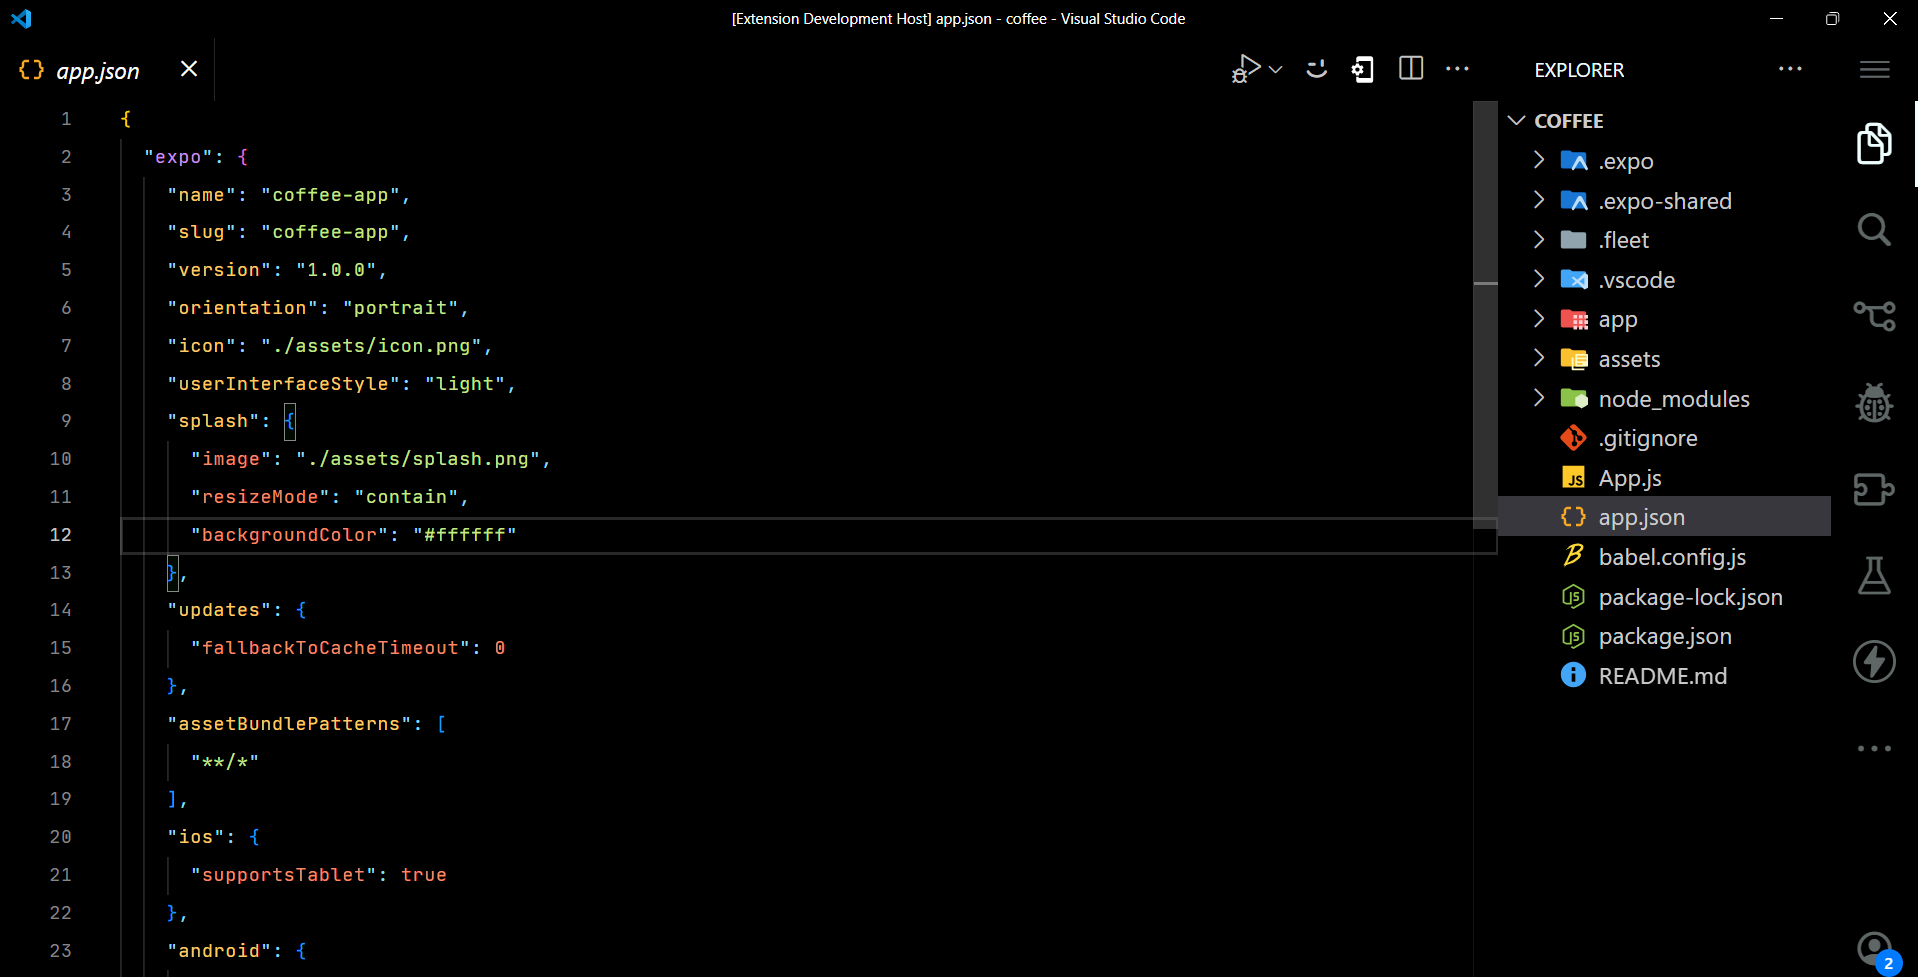 [Extension Development Host] app.json - coffee - Visual Studio Code
{} app.json
1 {
2 "expo": {
3 "name": "coffee-app",
4 "slug": "coffee-app",
5 "version": "1.0.0",
6 "orientation": "portrait",
7 "icon": "./assets/icon.png",
8 "userInterfaceStyle": "light",
9 "splash": {
10 "image": "./assets/splash.png",
11 "resizeMode": "contain",
12 "backgroundColor": "#ffffff"
13 },
14 "updates": {
15 "fallbackToCacheTimeout": 0
16 },
17 "assetBundlePatterns": [
18 "**/*"
19 ],
20 "ios": {
21 "supportsTablet": true
22 },
23 "android": {
EXPLORER
COFFEE
.expo
.expo-shared
.fleet
.vscode
app
assets
node_modules
.gitignore
JS App.js
{} app.json
babel.config.js
JS package-lock.json
JS package.json
README.md
2